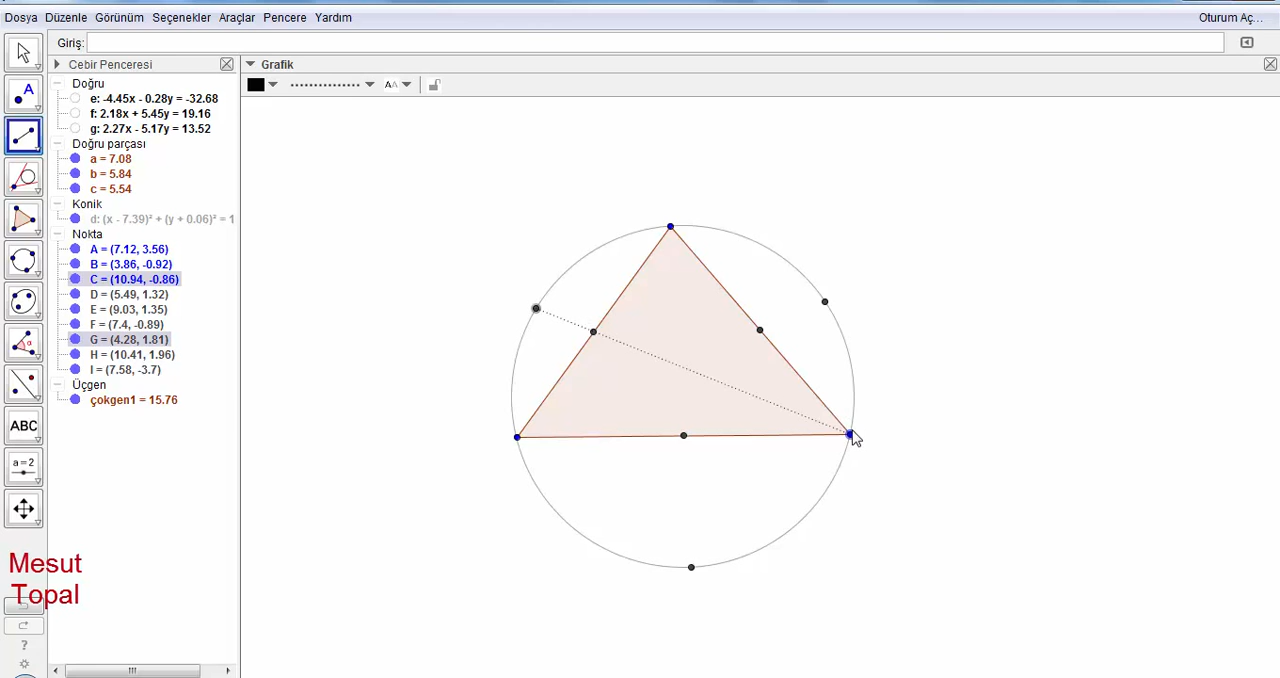 Dosya Düzenle Görünüm Seçenekler Araçlar Pencere Yardım Oturum Aç...
Giriş:
Cebir Penceresi Grafik
AA
Doğru
e: -4.45x - 0.28y = -32.68
f: 2.18x + 5.45y = 19.16
g: 2.27x - 5.17y = 13.52
Doğru parçası
a = 7.08
b = 5.84
c = 5.54
Konik
d: (x - 7.39)² + (y + 0.06)² = 1
Nokta
A = (7.12, 3.56)
B = (3.86, -0.92)
C = (10.94, -0.86)
D = (5.49, 1.32)
E = (9.03, 1.35)
F = (7.4, -0.89)
G = (4.28, 1.81)
H = (10.41, 1.96)
I = (7.58, -3.7)
Üçgen
çokgen1 = 15.76
A
α
ABC
a = 2
Mesut
Topal
?